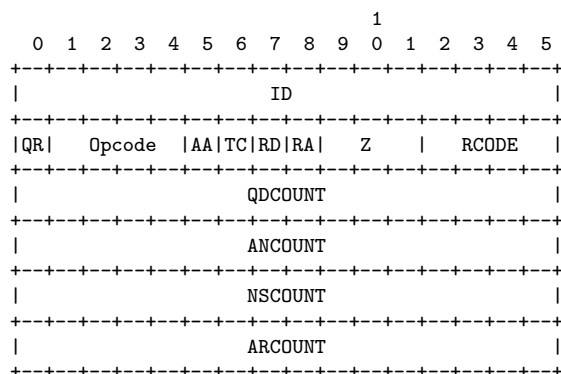 1
0 1 2 3 4 5 6 7 8 9 0 1 2 3 4 5
+--+--+--+--+--+--+--+--+--+--+--+--+--+--+--+--+
| ID |
+--+--+--+--+--+--+--+--+--+--+--+--+--+--+--+--+
|QR| Opcode |AA|TC|RD|RA| Z | RCODE |
+--+--+--+--+--+--+--+--+--+--+--+--+--+--+--+--+
| QDCOUNT |
+--+--+--+--+--+--+--+--+--+--+--+--+--+--+--+--+
| ANCOUNT |
+--+--+--+--+--+--+--+--+--+--+--+--+--+--+--+--+
| NSCOUNT |
+--+--+--+--+--+--+--+--+--+--+--+--+--+--+--+--+
| ARCOUNT |
+--+--+--+--+--+--+--+--+--+--+--+--+--+--+--+--+